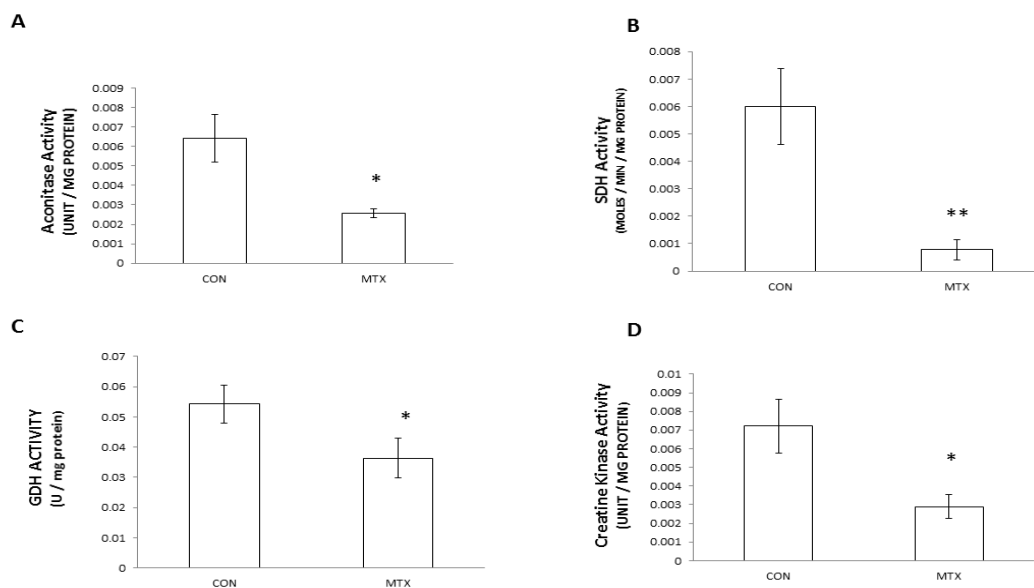 A
Aconitase Activity
(UNIT / MG PROTEIN)
0.009
0.008
0.007
0.006
0.005
0.004
0.003
0.002
0.001
0
*
CON MTX
B
SDH Activity
(MOLES / MIN / MG PROTEIN)
0.008
0.007
0.006
0.005
0.004
0.003
0.002
0.001
0
**
CON MTX
C
GDH ACTIVITY
(U / mg protein)
0.07
0.06
0.05
0.04
0.03
0.02
0.01
0
*
CON MTX
D
Creatine Kinase Activity
(UNIT / MG PROTEIN)
0.01
0.009
0.008
0.007
0.006
0.005
0.004
0.003
0.002
0.001
0
*
CON MTX